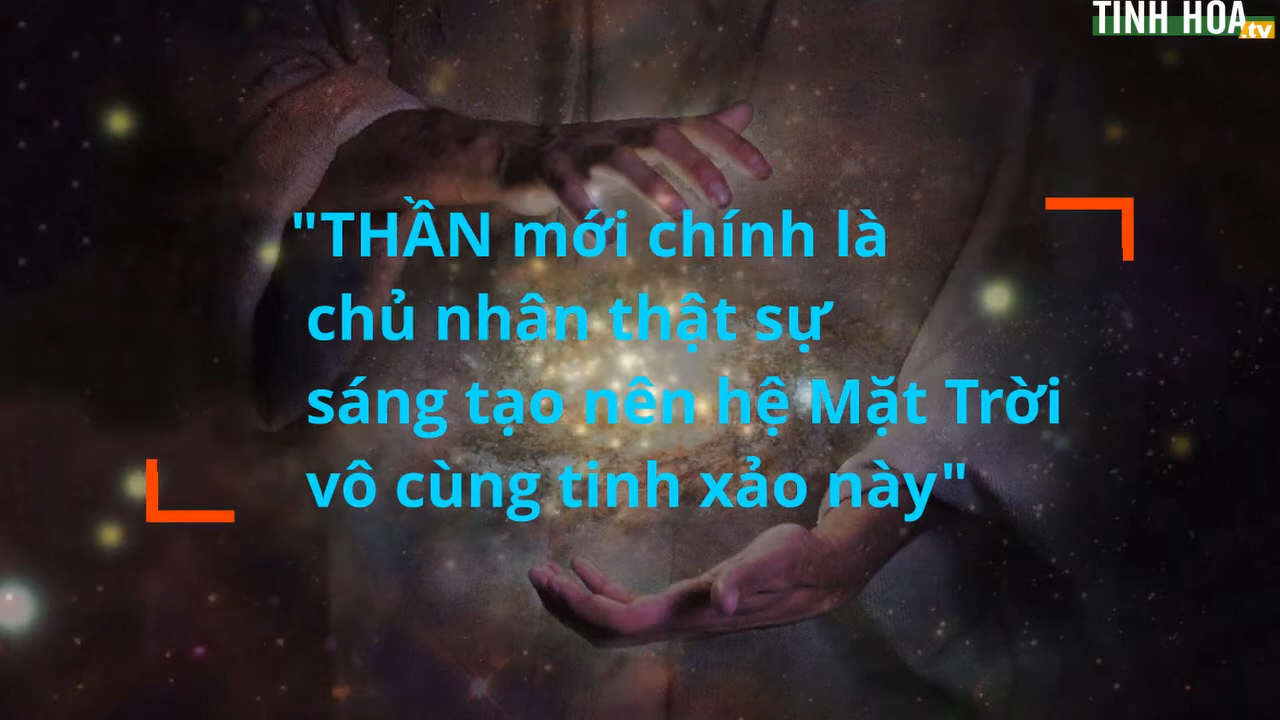 TINH HOA
.tv
"THẦN mới chính là
chủ nhân thật sự
sáng tạo nên hệ Mặt Trời
vô cùng tinh xảo này"